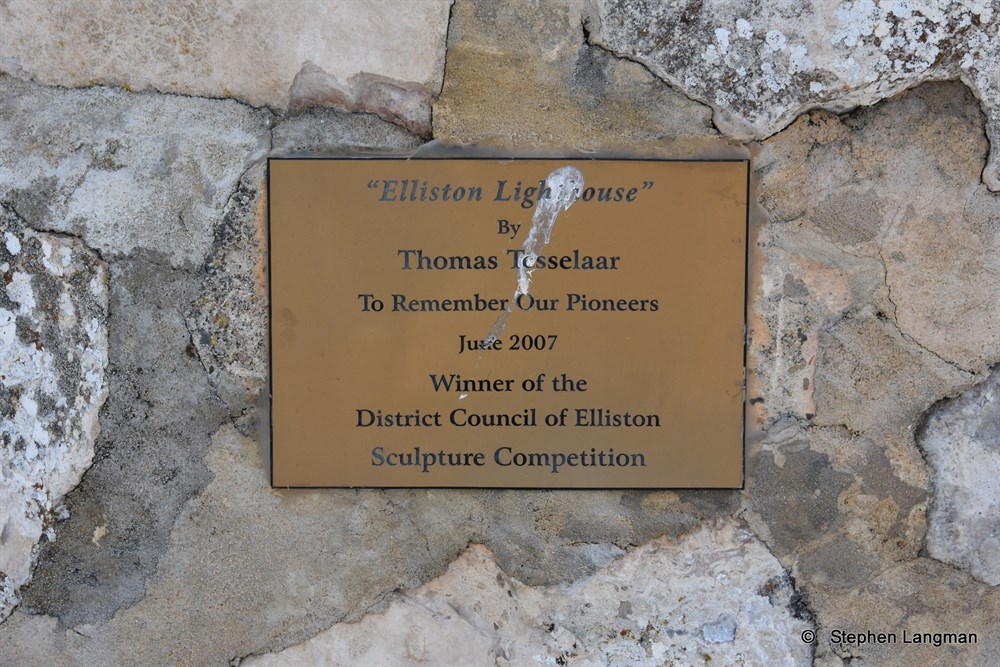 “Elliston Lighthouse”
By
Thomas Tesselaar
To Remember Our Pioneers
June 2007
Winner of the
District Council of Elliston
Sculpture Competition
© Stephen Langman